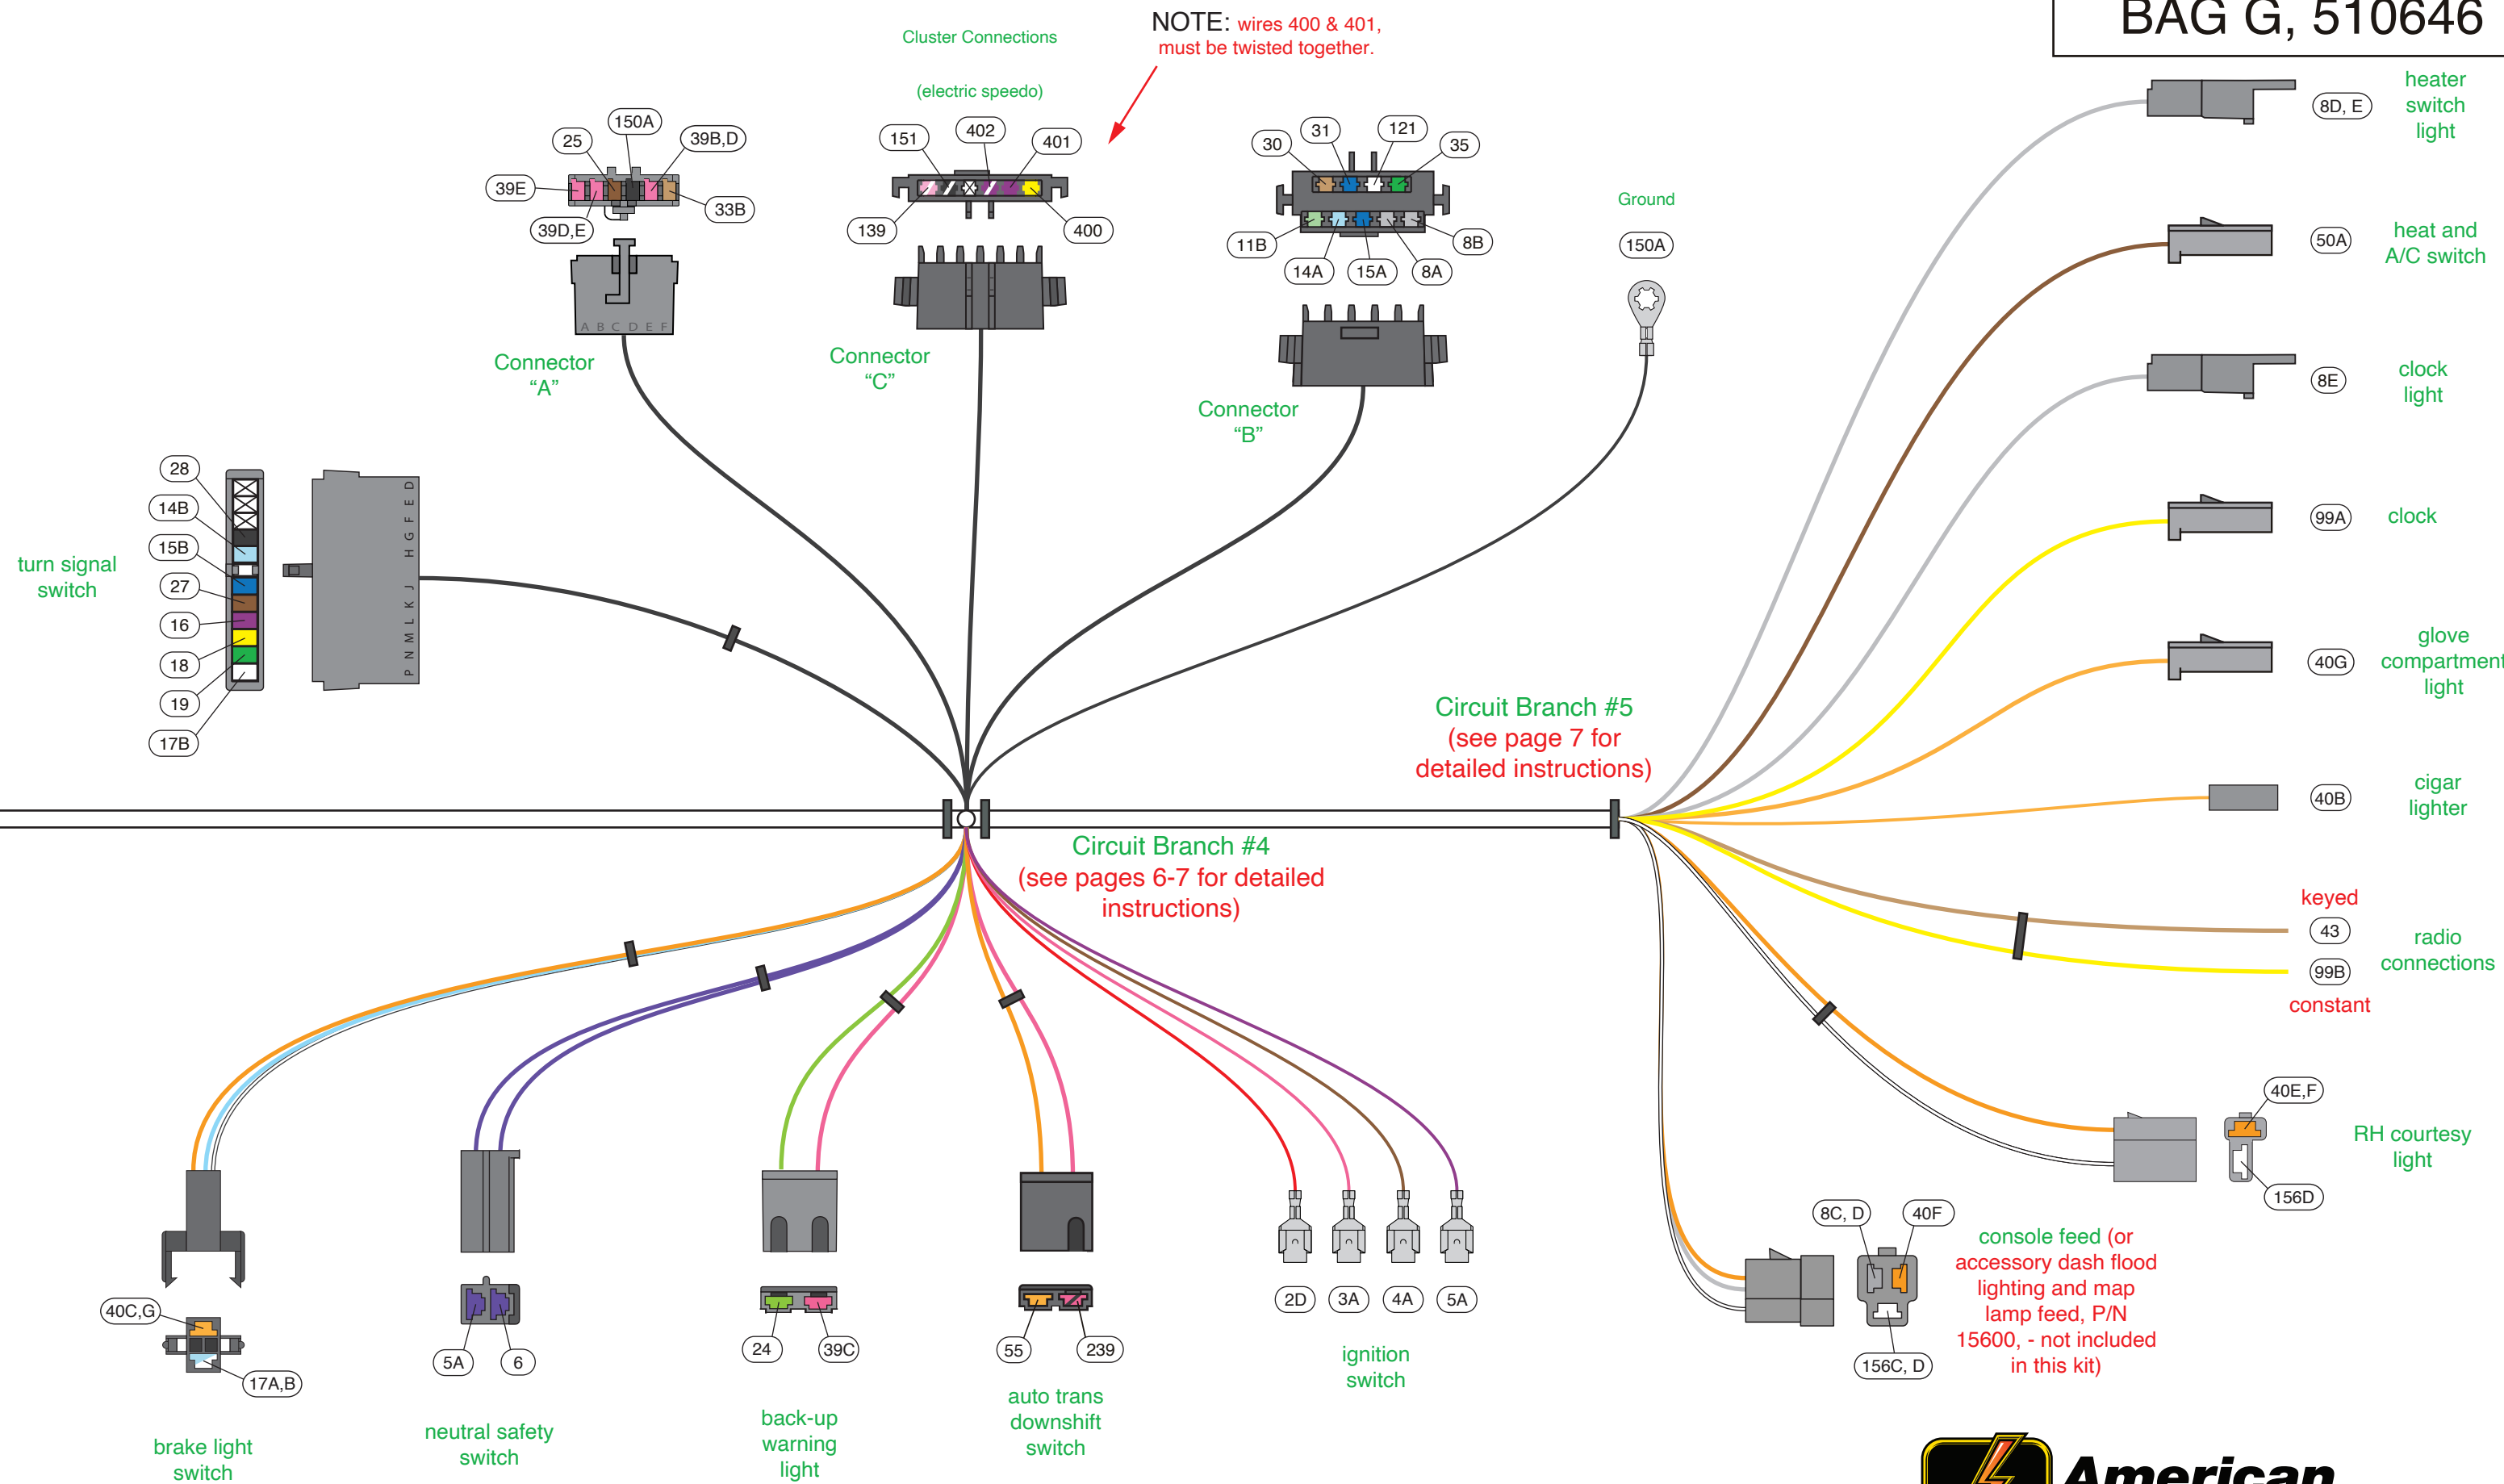 BAG G, 510646
NOTE: wires 400 & 401,
must be twisted together.
Cluster Connections
(electric speedo)
25
150A
39B,D
39E
39D,E
33B
A B C D E F
Connector
“A”
151
402
401
139
400
Connector
“C”
30
31
121
35
11B
14A
15A
8A
8B
Connector
“B”
Ground
150A
turn signal
switch
28
14B
15B
27
16
18
19
17B
P N M L K J H G F E D
heater
switch
light
8D, E
heat and
A/C switch
50A
clock
light
8E
clock
99A
glove
compartment
light
40G
cigar
lighter
40B
keyed
43
radio
connections
99B
constant
Circuit Branch #5
(see page 7 for
detailed instructions)
Circuit Branch #4
(see pages 6-7 for detailed
instructions)
40E,F
RH courtesy
light
156D
8C, D
40F
156C, D
console feed (or
accessory dash flood
lighting and map
lamp feed, P/N
15600, - not included
in this kit)
40C,G
17A,B
brake light
switch
5A
6
neutral safety
switch
24
39C
back-up
warning
light
55
239
auto trans
downshift
switch
2D
3A
4A
5A
ignition
switch
American